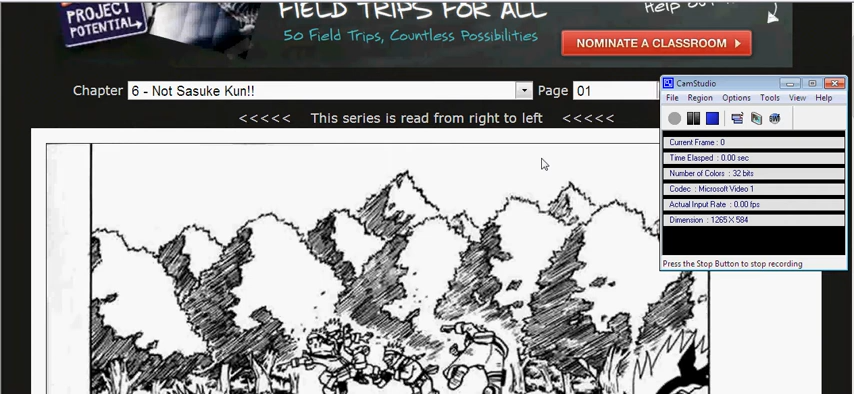 PROJECT
POTENTIAL
FIELD TRIPS FOR ALL
50 Field Trips, Countless Possibilities
NOMINATE A CLASSROOM
Chapter 6 - Not Sasuke Kun!! Page 01
<<<<< This series is read from right to left <<<<<
CamStudio
File Region Options Tools View Help
Current Frame : 0
Time Elasped : 0.00 sec
Number of Colors : 32 bits
Codec : Microsoft Video 1
Actual Input Rate : 0.00 fps
Dimension : 1265 X 584
Press the Stop Button to stop recording